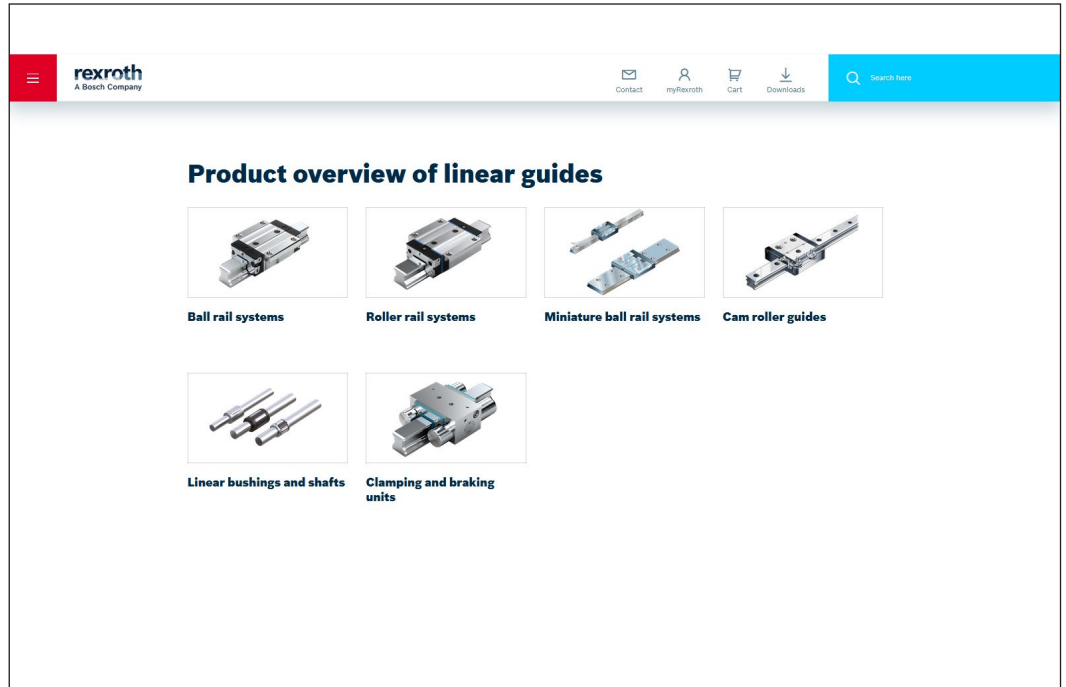 rexroth
A Bosch Company
Contact
myRexroth
Cart
Downloads
Search here
Product overview of linear guides
Ball rail systems
Roller rail systems
Miniature ball rail systems
Cam roller guides
Linear bushings and shafts
Clamping and braking
units